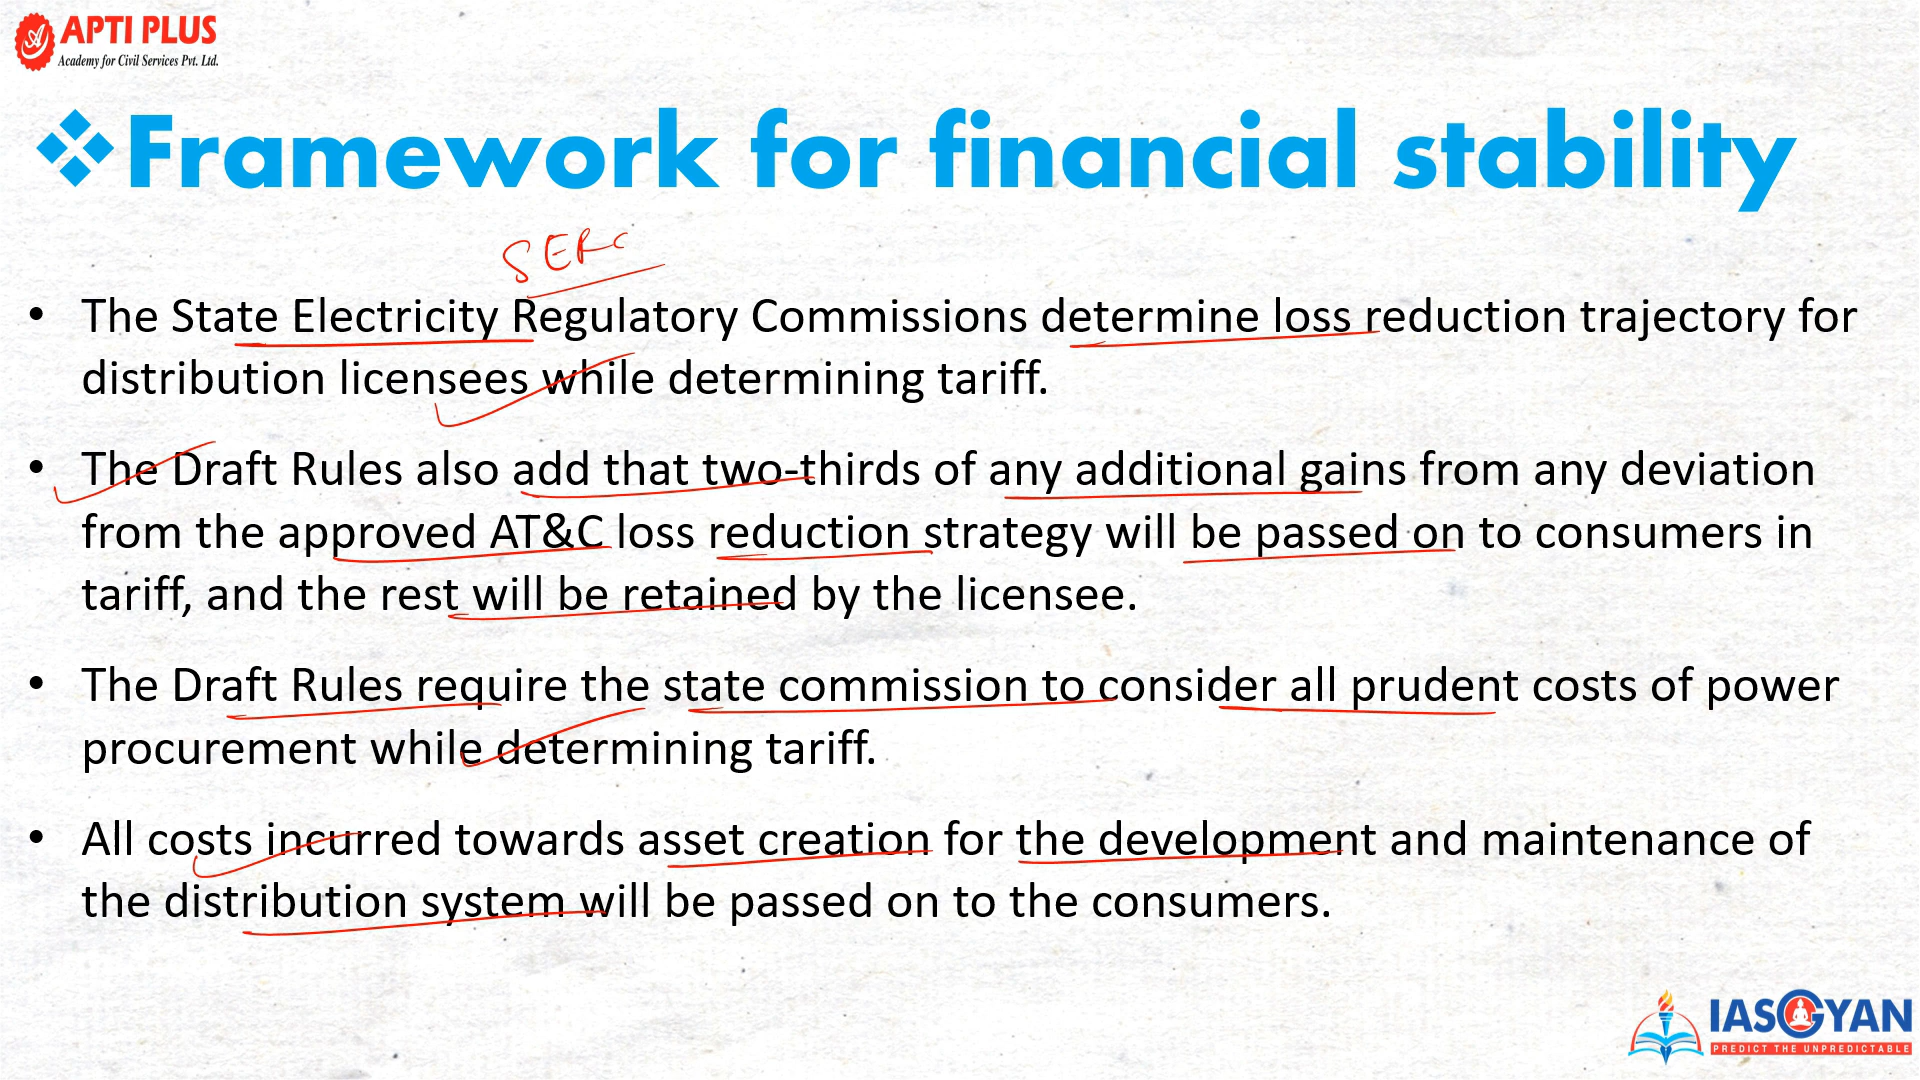 APTI PLUS
Academy for Civil Services Pvt. Ltd.
❖Framework for financial stability
SERC
• The State Electricity Regulatory Commissions determine loss reduction trajectory for
distribution licensees while determining tariff.
• The Draft Rules also add that two-thirds of any additional gains from any deviation
from the approved AT&C loss reduction strategy will be passed on to consumers in
tariff, and the rest will be retained by the licensee.
• The Draft Rules require the state commission to consider all prudent costs of power
procurement while determining tariff.
• All costs incurred towards asset creation for the development and maintenance of
the distribution system will be passed on to the consumers.
IASGYAN
PREDICT THE UNPREDICTABLE